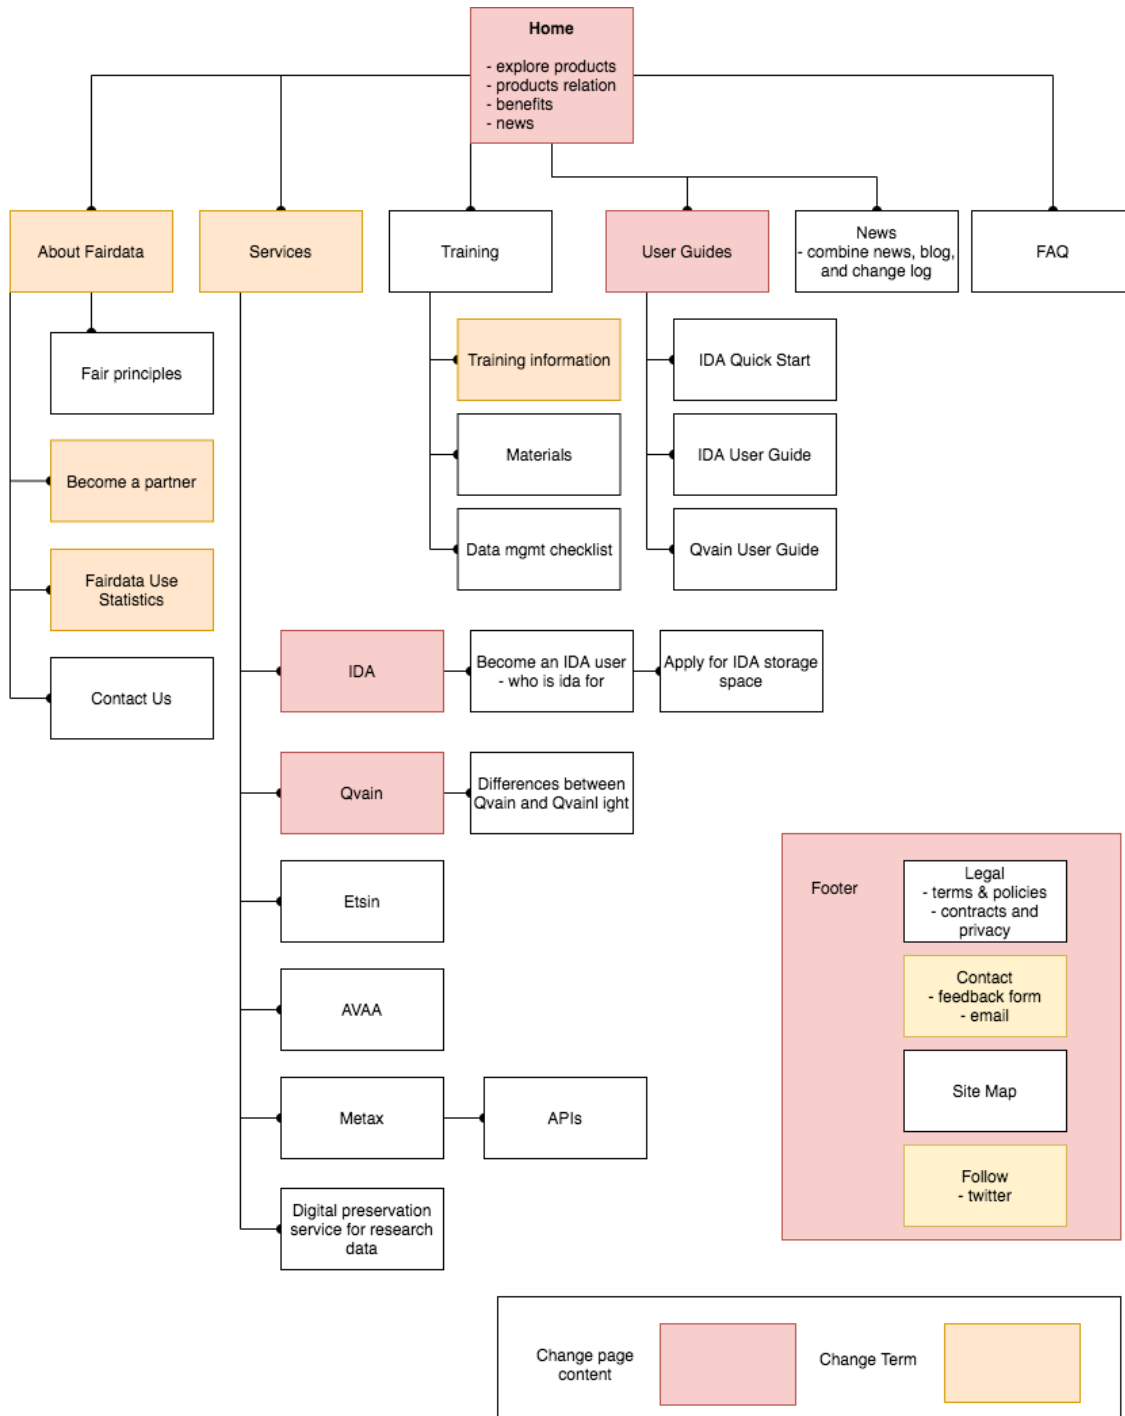 Home
- explore products
- products relation
- benefits
- news
About Fairdata
Services
Training
User Guides
News
- combine news, blog,
and change log
FAQ
Fair principles
Become a partner
Fairdata Use
Statistics
Contact Us
Training information
Materials
Data mgmt checklist
IDA Quick Start
IDA User Guide
Qvain User Guide
IDA
Become an IDA user
- who is ida for
Apply for IDA storage
space
Qvain
Differences between
Qvain and Qvainl ight
Etsin
AVAA
Metax
APIs
Digital preservation
service for research
data
Footer
Legal
- terms & policies
- contracts and
privacy
Contact
- feedback form
- email
Site Map
Follow
- twitter
Change page
content
Change Term